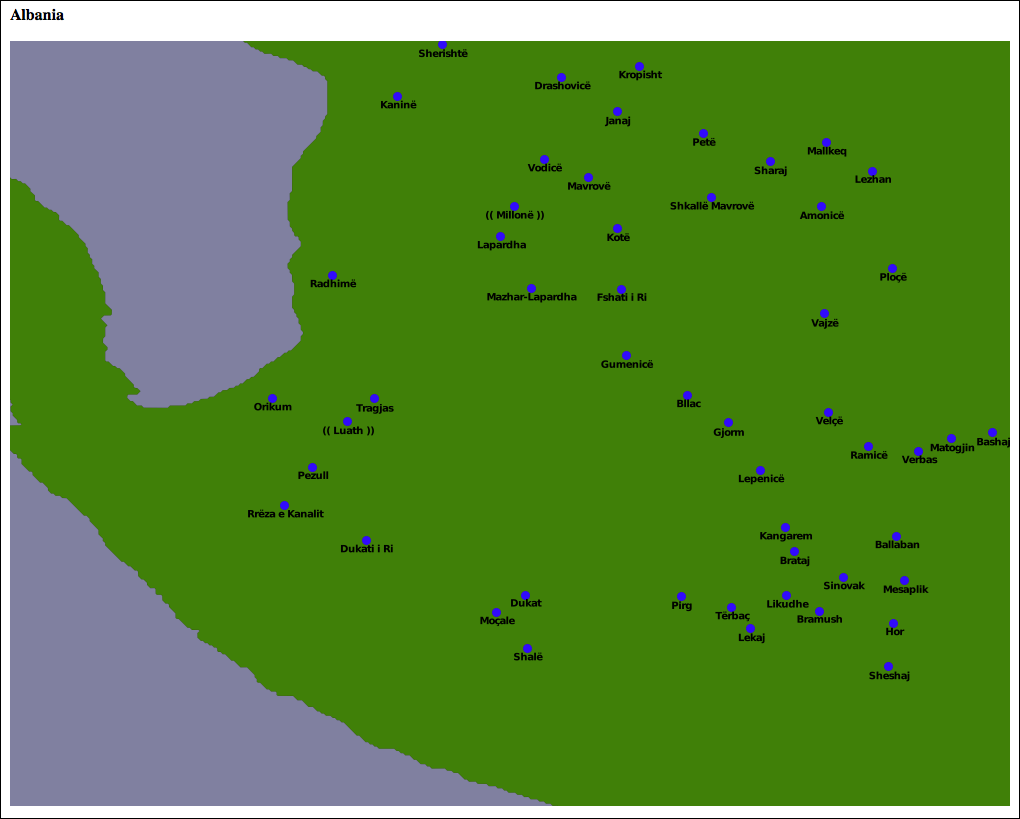 Albania
Sherishtë
Kropisht
Drashovicë
Kaninë
Janaj
Petë
Mallkeq
Vodicë
Sharaj
Lezhan
Mavrovë
Shkallë Mavrovë
(( Millonë ))
Amonicë
Kotë
Lapardha
Ploçë
Radhimë
Mazhar-Lapardha
Fshati i Ri
Vajzë
Gumenicë
Bllac
Orikum
Tragjas
Velçë
(( Luath ))
Gjorm
Bashaj
Matogjin
Ramicë
Verbas
Pezull
Lepenicë
Rrëza e Kanalit
Kangarem
Ballaban
Dukati i Ri
Brataj
Sinovak
Mesaplik
Dukat
Pirg
Likudhe
Tërbaç
Moçale
Bramush
Hor
Lekaj
Shalë
Sheshaj